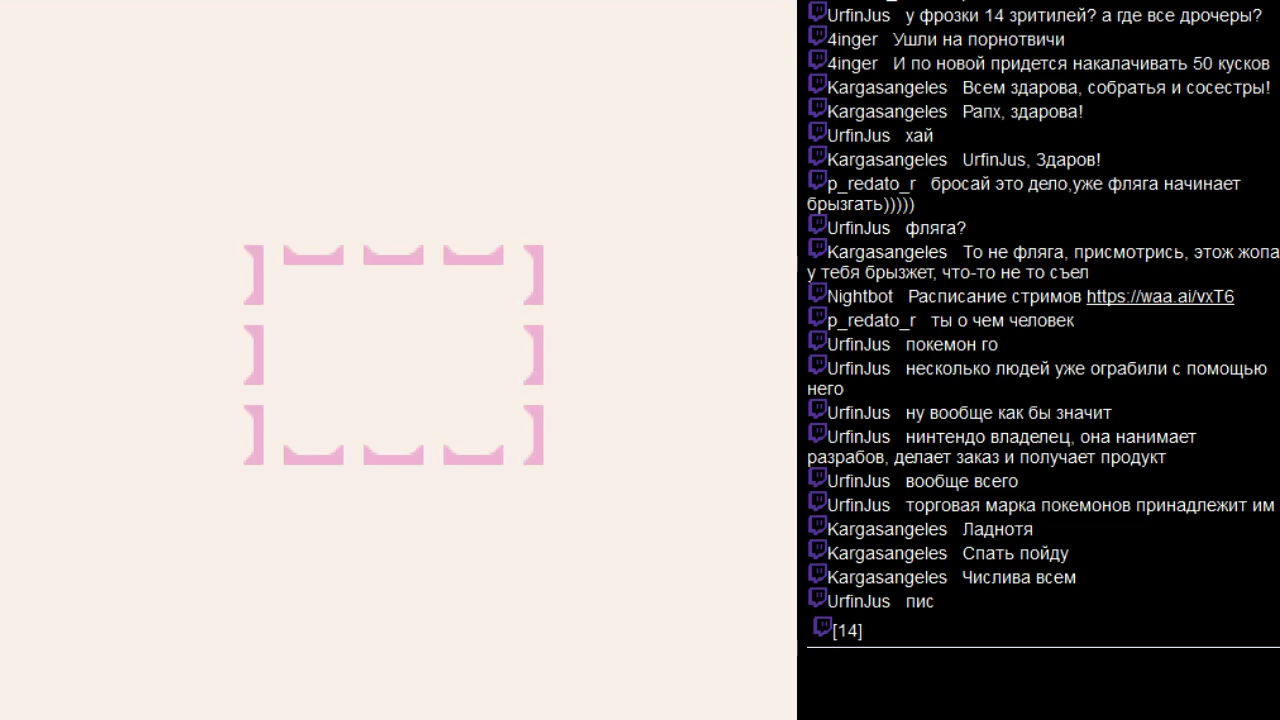 UrfinJus у фрозки 14 зритилей? а где все дрочеры?
4inger Ушли на порнотвичи
4inger И по новой придется накалачивать 50 кусков
Kargasangeles Всем здарова, собратья и сосестры!
Kargasangeles Рапх, здарова!
UrfinJus хай
Kargasangeles UrfinJus, Здаров!
p_redato_r бросай это дело,уже фляга начинает
брызгать)))))
UrfinJus фляга?
Kargasangeles То не фляга, присмотрись, этож жопа
у тебя брызжет, что-то не то съел
Nightbot Расписание стримов https://waa.ai/vxT6
p_redato_r ты о чем человек
UrfinJus покемон го
UrfinJus несколько людей уже ограбили с помощью
него
UrfinJus ну вообще как бы значит
UrfinJus нинтендо владелец, она нанимает
разрабов, делает заказ и получает продукт
UrfinJus вообще всего
UrfinJus торговая марка покемонов принадлежит им
Kargasangeles Ладнотя
Kargasangeles Спать пойду
Kargasangeles Числива всем
UrfinJus пис
[14]